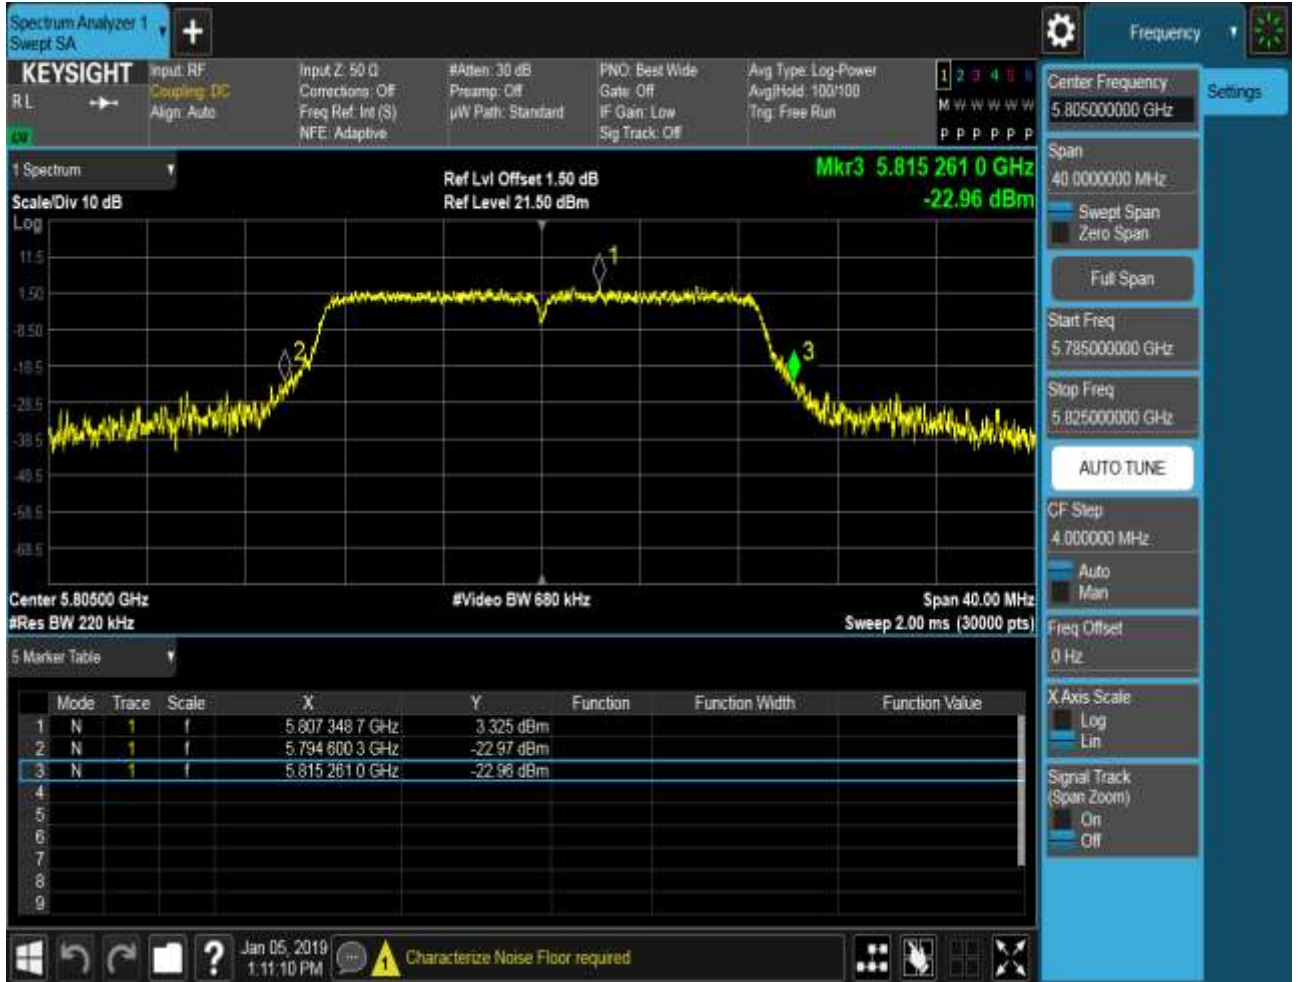 Spectrum Analyzer 1
Swept SA
+
Frequency
KEYSIGHT
RL
Input: RF
Coupling: DC
Align: Auto
Input Z: 50 Ω
Corrections: Off
Freq Ref: Int (S)
NFE: Adaptive
#Atten: 30 dB
Preamp: Off
µW Path: Standard
PNO: Best Wide
Gate: Off
IF Gain: Low
Sig Track: Off
Avg Type: Log-Power
Avg|Hold: 100/100
Trig: Free Run
1 2 3 4 5 6
M W W W W W
P P P P P P
1 Spectrum
Scale/Div 10 dB
Ref Lvl Offset 1.50 dB
Ref Level 21.50 dBm
Mkr3 5.815 261 0 GHz
-22.96 dBm
Log
11.5
1.50
-8.50
-18.5
-28.5
-38.5
-48.5
-58.5
-68.5
1
2
3
Center 5.80500 GHz
#Res BW 220 kHz
#Video BW 680 kHz
Span 40.00 MHz
Sweep 2.00 ms (30000 pts)
5 Marker Table
Mode Trace Scale X Y Function Function Width Function Value
1 N 1 f 5.807 348 7 GHz 3.325 dBm
2 N 1 f 5.794 600 3 GHz -22.97 dBm
3 N 1 f 5.815 261 0 GHz -22.96 dBm
4
5
6
7
8
9
?
Jan 05, 2019
1:11:10 PM
1
Characterize Noise Floor required
Settings
Center Frequency
5.805000000 GHz
Span
40.0000000 MHz
Swept Span
Zero Span
Full Span
Start Freq
5.785000000 GHz
Stop Freq
5.825000000 GHz
AUTO TUNE
CF Step
4.000000 MHz
Auto
Man
Freq Offset
0 Hz
X Axis Scale
Log
Lin
Signal Track
(Span Zoom)
On
Off